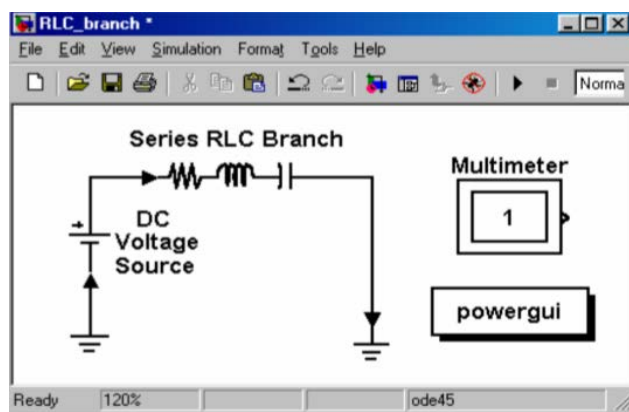 RLC_branch *
File Edit View Simulation Format Tools Help
Norma
Series RLC Branch
Multimeter
1
+
DC
Voltage
Source
powergui
Ready 120% ode45